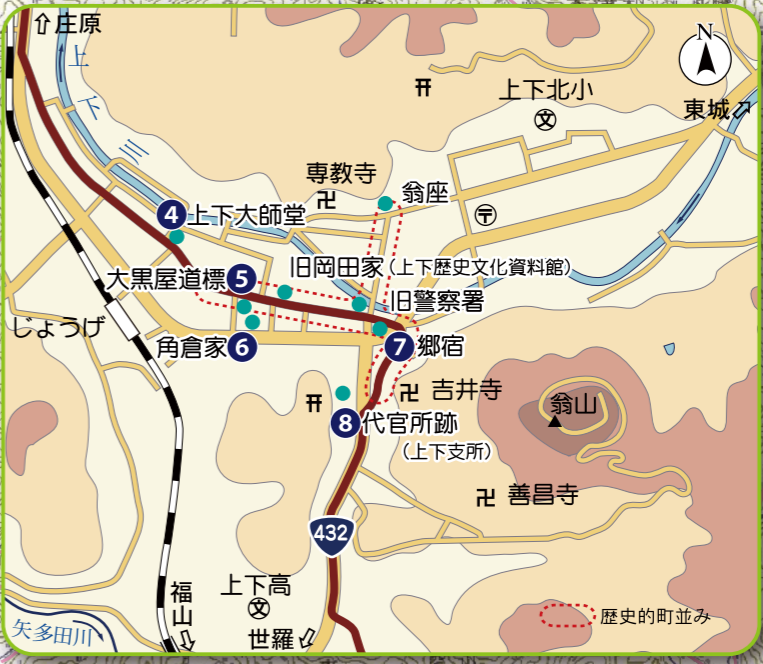 ⇧庄原
上下川
N
上下北小
文
東城⇗
専教寺
翁座
〒
4 上下大師堂
旧岡田家(上下歴史文化資料館)
大黒屋道標 5
旧警察署
じょうげ
角倉家 6
7 郷宿
吉井寺
翁山
8 代官所跡
(上下支所)
善昌寺
432
福山⇩
上下高
文
世羅⇙
矢多田川
歴史的町並み